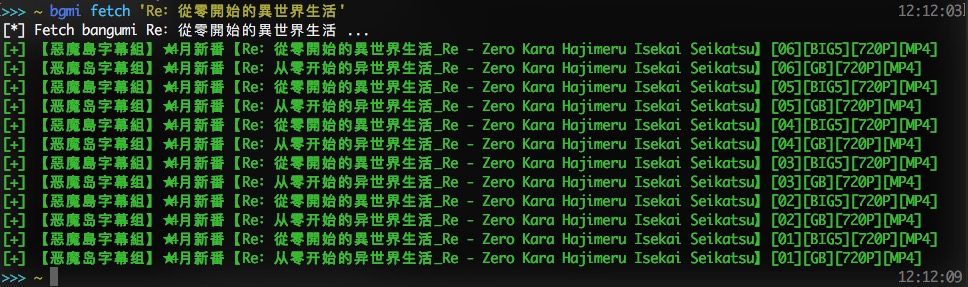 >>> ~ bgmi fetch 'Re：從零開始的異世界生活' 12:12:03
[*] Fetch bangumi Re：從零開始的異世界生活 ...
[+] 【惡魔島字幕組】★4月新番【Re：從零開始的異世界生活_Re - Zero Kara Hajimeru Isekai Seikatsu】[06][BIG5][720P][MP4]
[+] 【恶魔岛字幕组】★4月新番【Re：从零开始的异世界生活_Re - Zero Kara Hajimeru Isekai Seikatsu】[06][GB][720P][MP4]
[+] 【惡魔島字幕組】★4月新番【Re：從零開始的異世界生活_Re - Zero Kara Hajimeru Isekai Seikatsu】[05][BIG5][720P][MP4]
[+] 【恶魔岛字幕组】★4月新番【Re：从零开始的异世界生活_Re - Zero Kara Hajimeru Isekai Seikatsu】[05][GB][720P][MP4]
[+] 【惡魔島字幕組】★4月新番【Re：從零開始的異世界生活_Re - Zero Kara Hajimeru Isekai Seikatsu】[04][BIG5][720P][MP4]
[+] 【恶魔岛字幕组】★4月新番【Re：从零开始的异世界生活_Re - Zero Kara Hajimeru Isekai Seikatsu】[04][GB][720P][MP4]
[+] 【惡魔島字幕組】★4月新番【Re：從零開始的異世界生活_Re - Zero Kara Hajimeru Isekai Seikatsu】[03][BIG5][720P][MP4]
[+] 【恶魔岛字幕组】★4月新番【Re：从零开始的异世界生活_Re - Zero Kara Hajimeru Isekai Seikatsu】[03][GB][720P][MP4]
[+] 【惡魔島字幕組】★4月新番【Re：從零開始的異世界生活_Re - Zero Kara Hajimeru Isekai Seikatsu】[02][BIG5][720P][MP4]
[+] 【恶魔岛字幕组】★4月新番【Re：从零开始的异世界生活_Re - Zero Kara Hajimeru Isekai Seikatsu】[02][GB][720P][MP4]
[+] 【惡魔島字幕組】★4月新番【Re：從零開始的異世界生活_Re - Zero Kara Hajimeru Isekai Seikatsu】[01][BIG5][720P][MP4]
[+] 【恶魔岛字幕组】★4月新番【Re：从零开始的异世界生活_Re - Zero Kara Hajimeru Isekai Seikatsu】[01][GB][720P][MP4]
>>> ~ 12:12:09